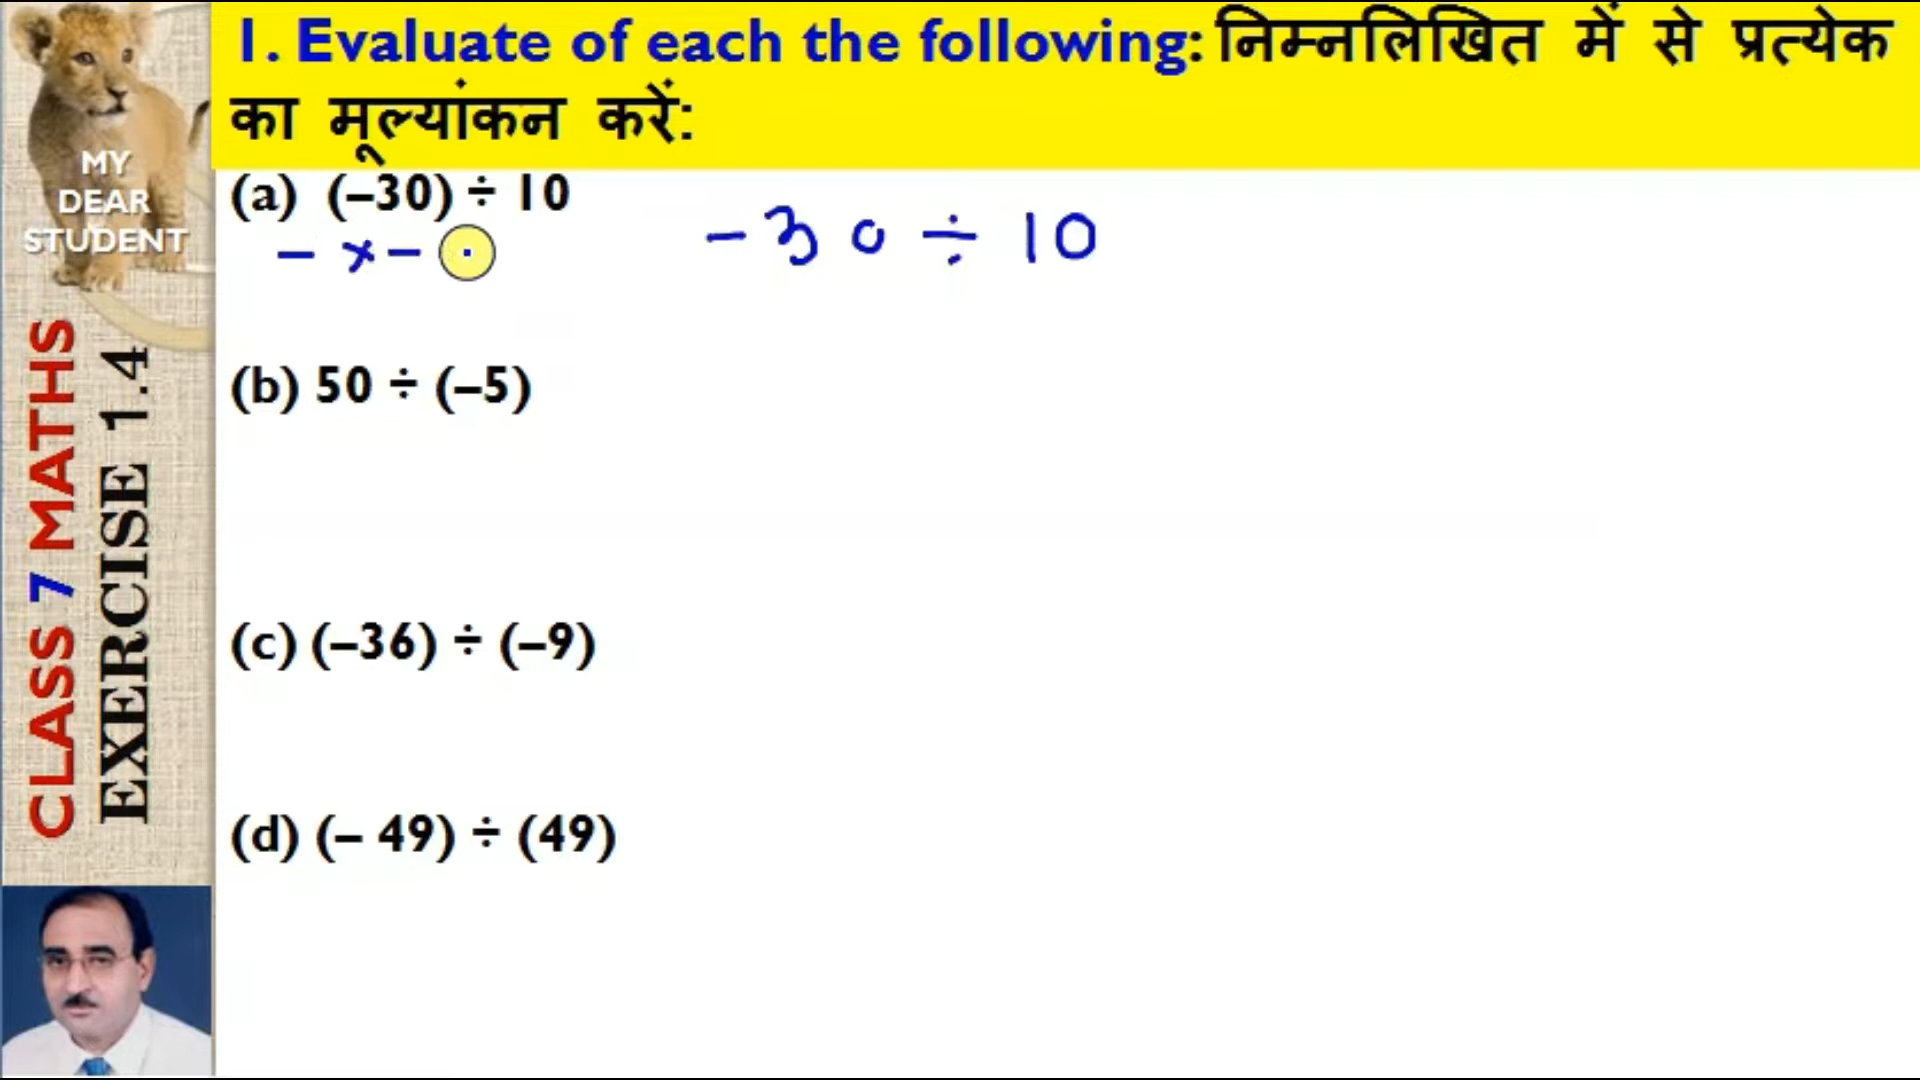 1. Evaluate of each the following: निम्नलिखित में से प्रत्येक
का मूल्यांकन करें:
MY
DEAR
STUDENT
CLASS 7 MATHS
EXERCISE 1.4
(a) (–30) ÷ 10
– × –
– 30 ÷ 10
(b) 50 ÷ (–5)
(c) (–36) ÷ (–9)
(d) (– 49) ÷ (49)